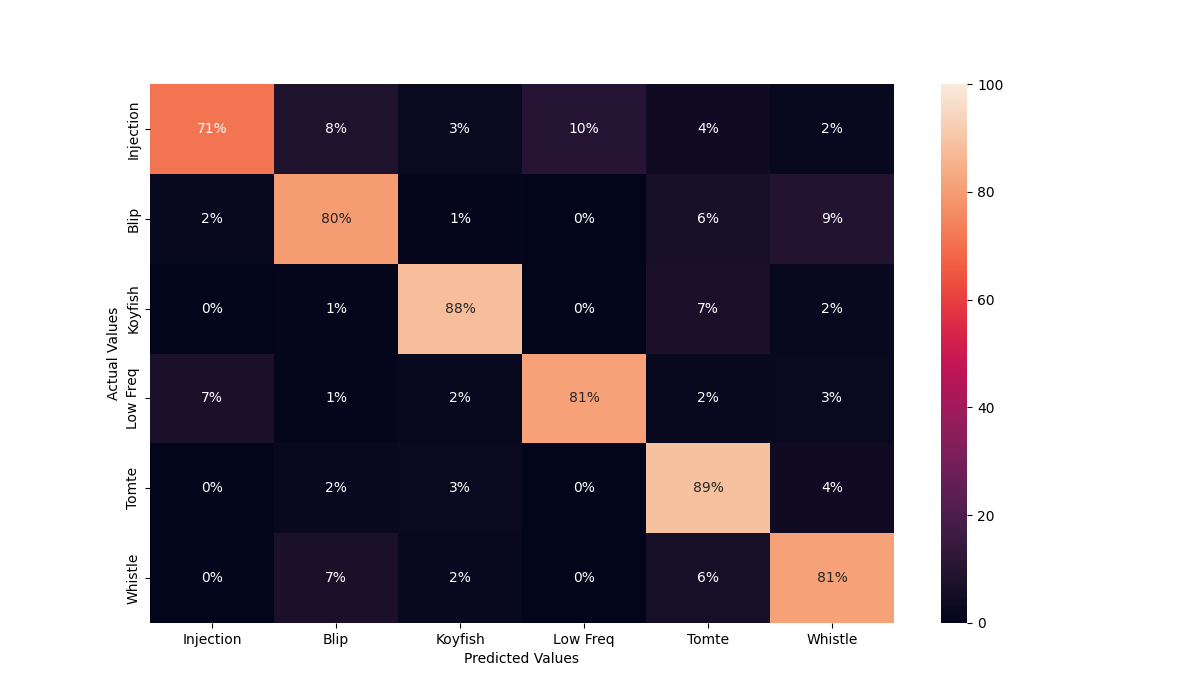 Injection 71% 8% 3% 10% 4% 2%
Blip 2% 80% 1% 0% 6% 9%
Koyfish 0% 1% 88% 0% 7% 2%
Low Freq 7% 1% 2% 81% 2% 3%
Tomte 0% 2% 3% 0% 89% 4%
Whistle 0% 7% 2% 0% 6% 81%
Actual Values
Injection Blip Koyfish Low Freq Tomte Whistle
Predicted Values
100
80
60
40
20
0